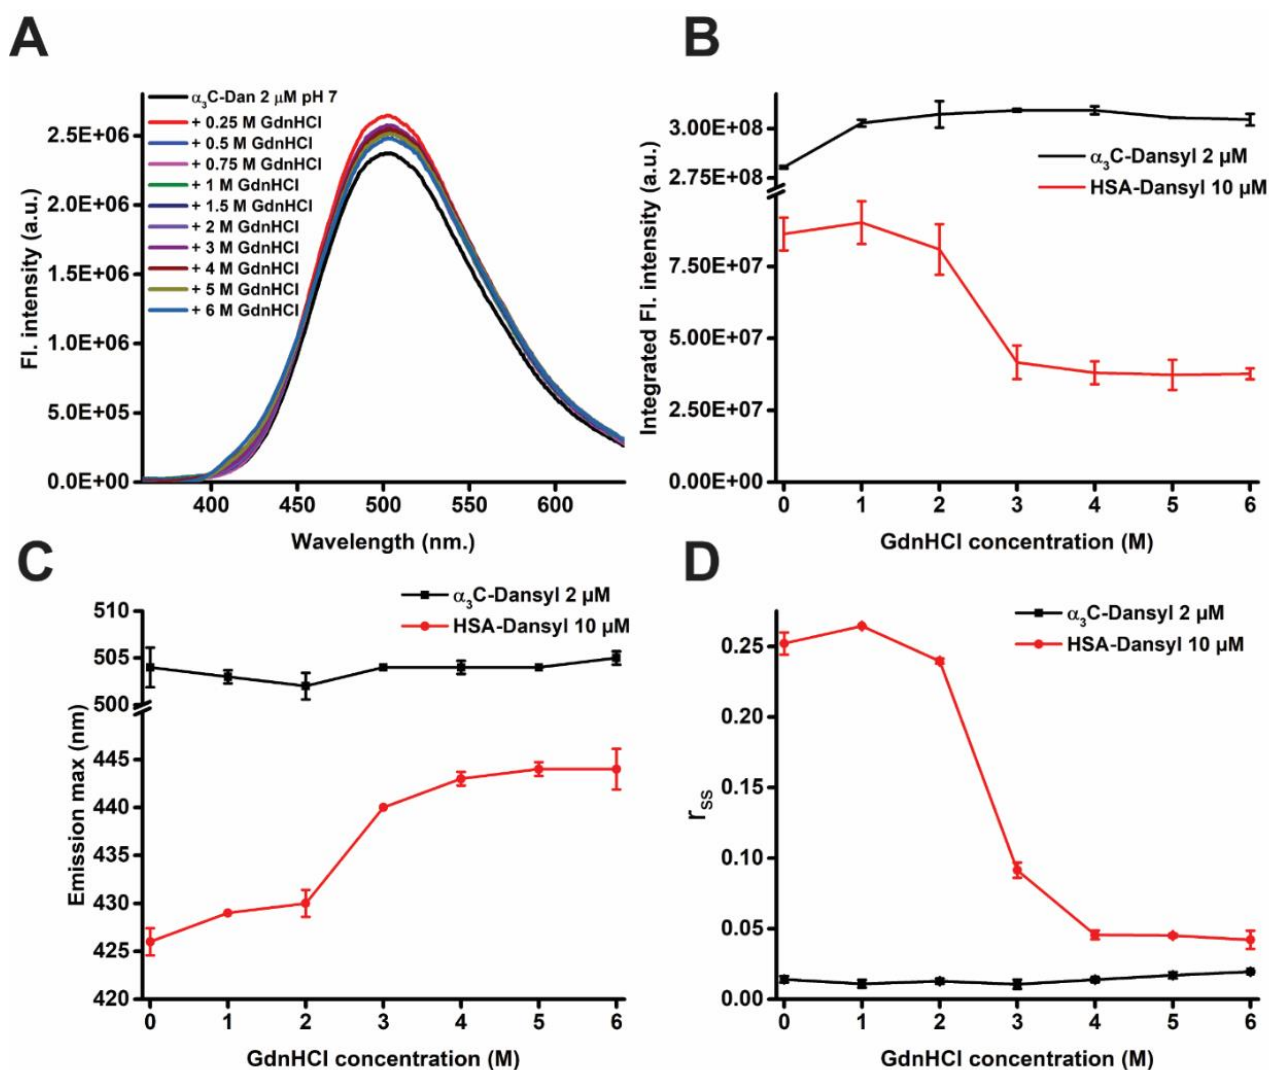 A
α₃C-Dan 2 μM pH 7
+ 0.25 M GdnHCl
+ 0.5 M GdnHCl
+ 0.75 M GdnHCl
+ 1 M GdnHCl
+ 1.5 M GdnHCl
+ 2 M GdnHCl
+ 3 M GdnHCl
+ 4 M GdnHCl
+ 5 M GdnHCl
+ 6 M GdnHCl
Fl. intensity (a.u.)
2.5E+06
2.0E+06
1.5E+06
1.0E+06
5.0E+05
0.0E+00
400 450 500 550 600
Wavelength (nm.)
B
α₃C-Dansyl 2 μM
HSA-Dansyl 10 μM
Integrated Fl. intensity (a.u.)
3.00E+08
2.75E+08
7.50E+07
5.00E+07
2.50E+07
0.00E+00
0 1 2 3 4 5 6
GdnHCl concentration (M)
C
α₃C-Dansyl 2 μM
HSA-Dansyl 10 μM
Emission max (nm)
510
505
500
445
440
435
430
425
420
0 1 2 3 4 5 6
GdnHCl concentration (M)
D
α₃C-Dansyl 2 μM
HSA-Dansyl 10 μM
rss
0.25
0.20
0.15
0.10
0.05
0.00
0 1 2 3 4 5 6
GdnHCl concentration (M)